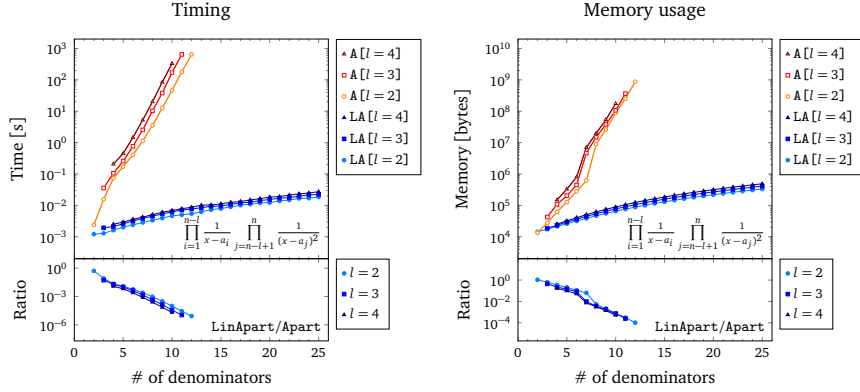 Timing
Time [s]
10^3
10^2
10^1
10^0
10^−1
10^−2
10^−3
A[l = 4]
A[l = 3]
A[l = 2]
LA[l = 4]
LA[l = 3]
LA[l = 2]
∏_{i=1}^{n−l} 1/(x−a_i) ∏_{j=n−l+1}^{n} 1/(x−a_j)^2
Ratio
10^0
10^−6
l = 2
l = 3
l = 4
LinApart/Apart
0 5 10 15 20 25
# of denominators
Memory usage
Memory [bytes]
10^10
10^9
10^8
10^7
10^6
10^5
10^4
A[l = 4]
A[l = 3]
A[l = 2]
LA[l = 4]
LA[l = 3]
LA[l = 2]
∏_{i=1}^{n−l} 1/(x−a_i) ∏_{j=n−l+1}^{n} 1/(x−a_j)^2
Ratio
10^0
10^−2
10^−4
l = 2
l = 3
l = 4
LinApart/Apart
0 5 10 15 20 25
# of denominators